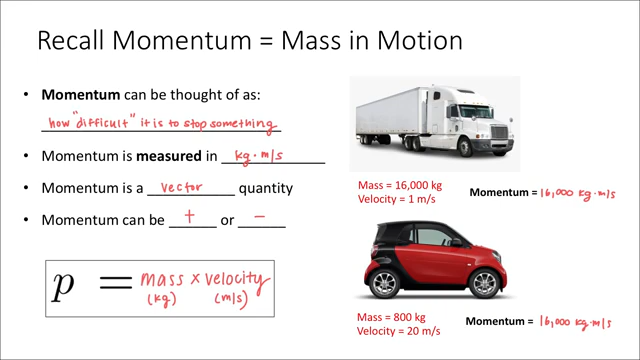 Recall Momentum = Mass in Motion
• Momentum can be thought of as:
how "difficult" it is to stop something
• Momentum is measured in kg·m/s
• Momentum is a vector quantity
• Momentum can be + or −
p = mass x velocity
(kg) (m/s)
Mass = 16,000 kg
Velocity = 1 m/s
Momentum = 16,000 kg·m/s
Mass = 800 kg
Velocity = 20 m/s
Momentum = 16,000 kg·m/s